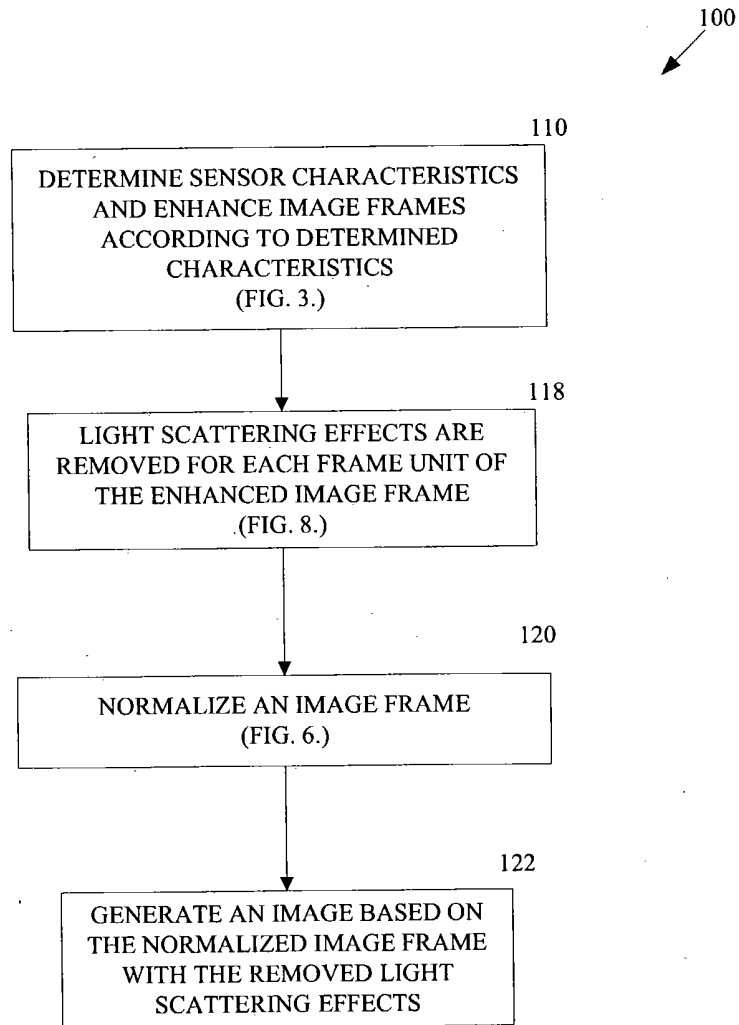 100
110
DETERMINE SENSOR CHARACTERISTICS
AND ENHANCE IMAGE FRAMES
ACCORDING TO DETERMINED
CHARACTERISTICS
(FIG. 3.)
118
LIGHT SCATTERING EFFECTS ARE
REMOVED FOR EACH FRAME UNIT OF
THE ENHANCED IMAGE FRAME
(FIG. 8.)
120
NORMALIZE AN IMAGE FRAME
(FIG. 6.)
122
GENERATE AN IMAGE BASED ON
THE NORMALIZED IMAGE FRAME
WITH THE REMOVED LIGHT
SCATTERING EFFECTS